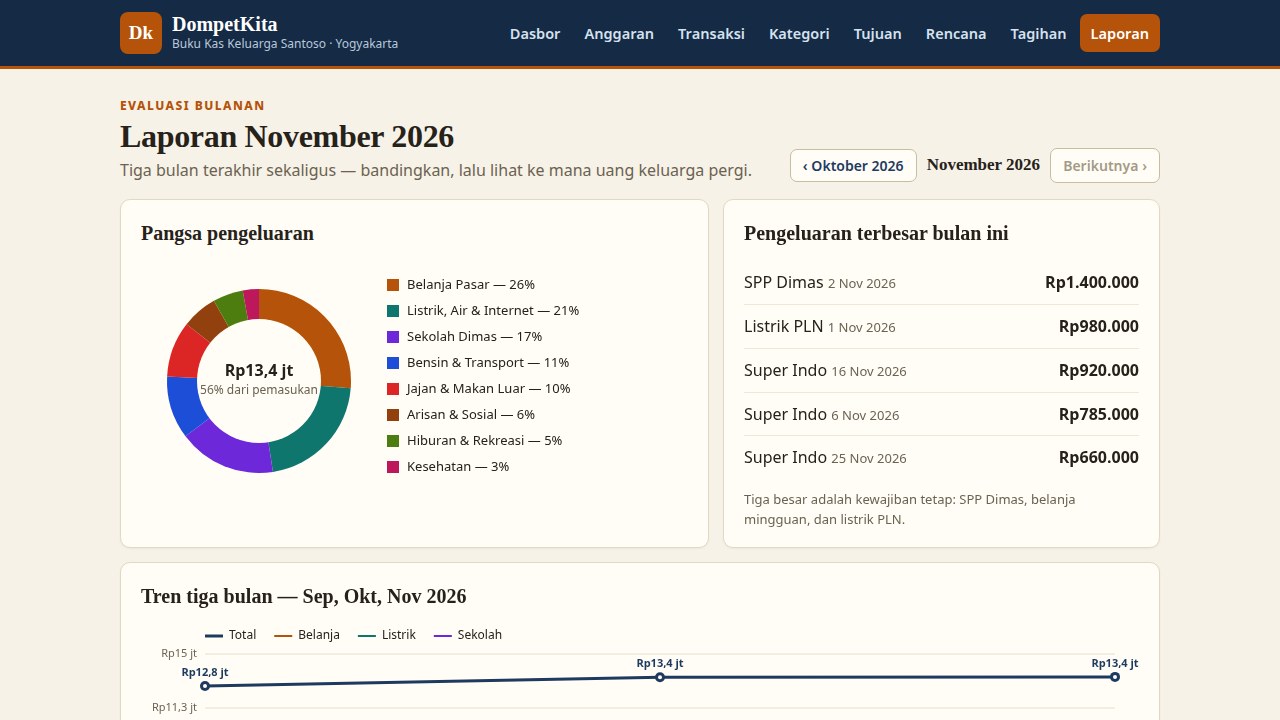 Dk
DompetKita
Buku Kas Keluarga Santoso · Yogyakarta
Dasbor
Anggaran
Transaksi
Kategori
Tujuan
Rencana
Tagihan
Laporan
EVALUASI BULANAN
Laporan November 2026
Tiga bulan terakhir sekaligus — bandingkan, lalu lihat ke mana uang keluarga pergi.
‹ Oktober 2026
November 2026
Berikutnya ›
Pangsa pengeluaran
Rp13,4 jt
56% dari pemasukan
Belanja Pasar — 26%
Listrik, Air & Internet — 21%
Sekolah Dimas — 17%
Bensin & Transport — 11%
Jajan & Makan Luar — 10%
Arisan & Sosial — 6%
Hiburan & Rekreasi — 5%
Kesehatan — 3%
Pengeluaran terbesar bulan ini
SPP Dimas 2 Nov 2026 Rp1.400.000
Listrik PLN 1 Nov 2026 Rp980.000
Super Indo 16 Nov 2026 Rp920.000
Super Indo 6 Nov 2026 Rp785.000
Super Indo 25 Nov 2026 Rp660.000
Tiga besar adalah kewajiban tetap: SPP Dimas, belanja
mingguan, dan listrik PLN.
Tren tiga bulan — Sep, Okt, Nov 2026
Total
Belanja
Listrik
Sekolah
Rp15 jt
Rp12,8 jt
Rp13,4 jt
Rp13,4 jt
Rp11,3 jt